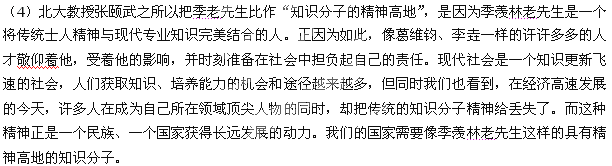 （4）北大教授张颐武之所以把季老先生比作“知识分子的精神高地”，是因为季羡林老先生是一个
将传统士人精神与现代专业知识完美结合的人。正因为如此，像葛维钧、李垚一样的许许多多的人
才敬仰着他，受着他的影响，并时刻准备在社会中担负起自己的责任。现代社会是一个知识更新飞
速的社会，人们获取知识、培养能力的机会和途径越来越多，但同时我们也看到，在经济高速发展
的今天，许多人在成为自己所在领域顶尖人物的同时，却把传统的知识分子精神给丢失了。而这种
精神正是一个民族、一个国家获得长远发展的动力。我们的国家需要像季羡林老先生这样的具有精
神高地的知识分子。